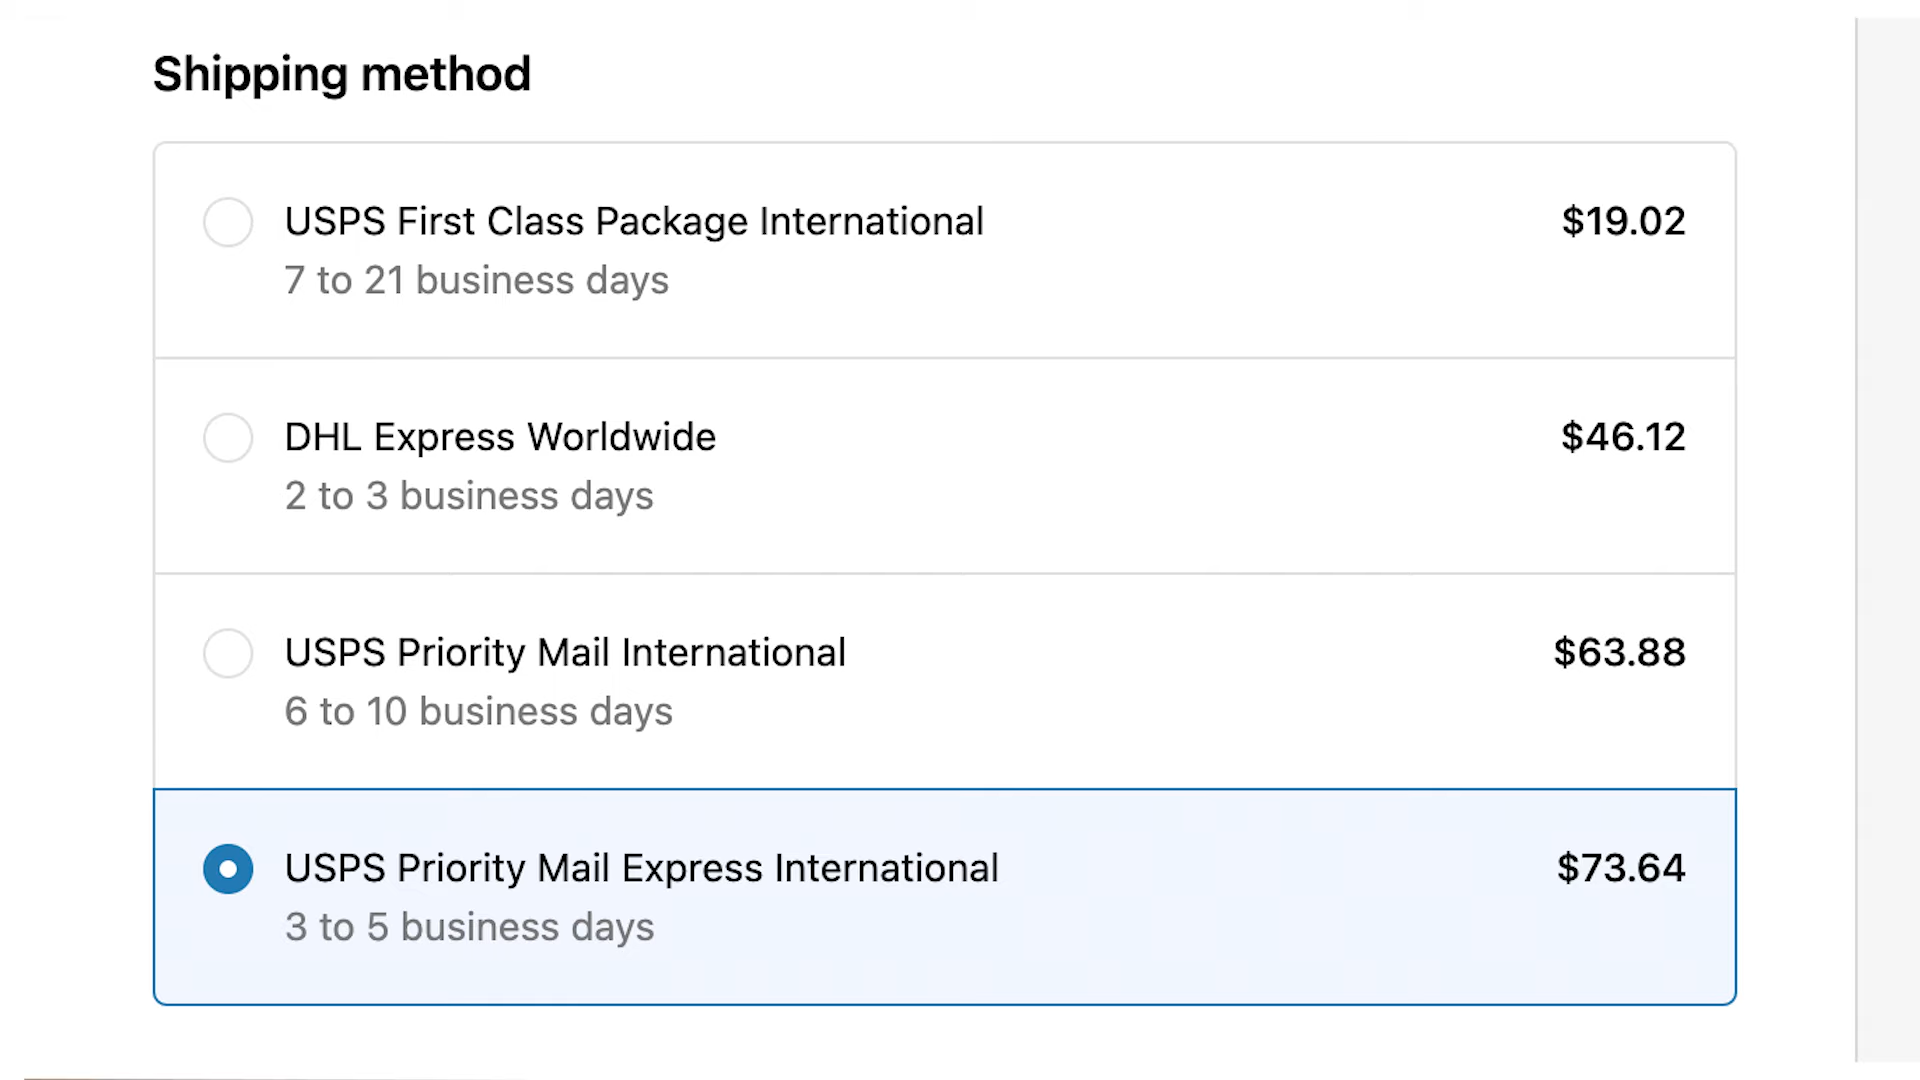 Shipping method
USPS First Class Package International $19.02
7 to 21 business days
DHL Express Worldwide $46.12
2 to 3 business days
USPS Priority Mail International $63.88
6 to 10 business days
USPS Priority Mail Express International $73.64
3 to 5 business days